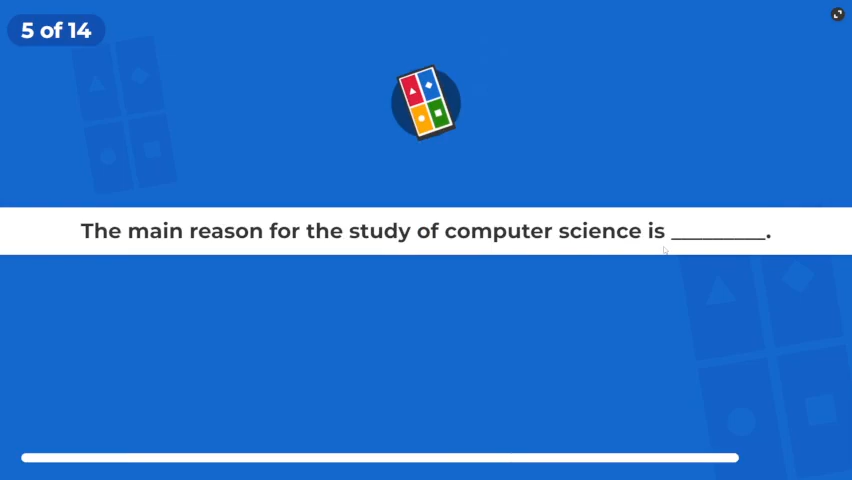 5 of 14
The main reason for the study of computer science is _________.